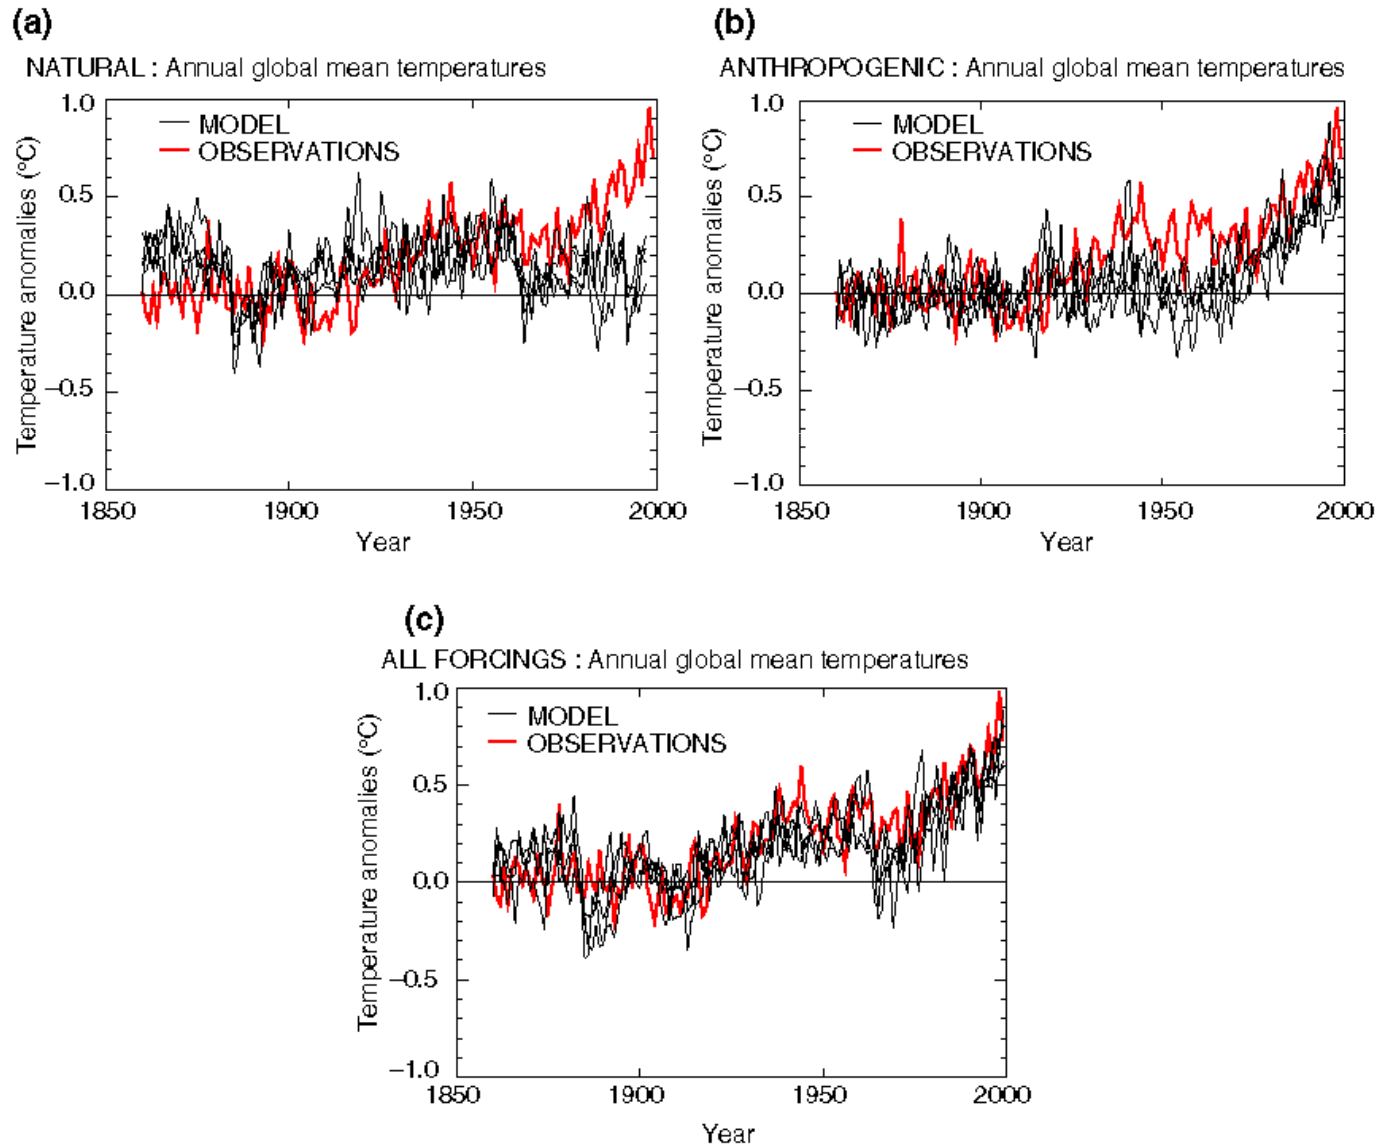 (a)
NATURAL : Annual global mean temperatures
1.0
0.5
0.0
−0.5
−1.0
Temperature anomalies (°C)
MODEL
OBSERVATIONS
1850
1900
1950
2000
Year
(b)
ANTHROPOGENIC : Annual global mean temperatures
1.0
0.5
0.0
−0.5
−1.0
Temperature anomalies (°C)
MODEL
OBSERVATIONS
1850
1900
1950
2000
Year
(c)
ALL FORCINGS : Annual global mean temperatures
1.0
0.5
0.0
−0.5
−1.0
Temperature anomalies (°C)
MODEL
OBSERVATIONS
1850
1900
1950
2000
Year